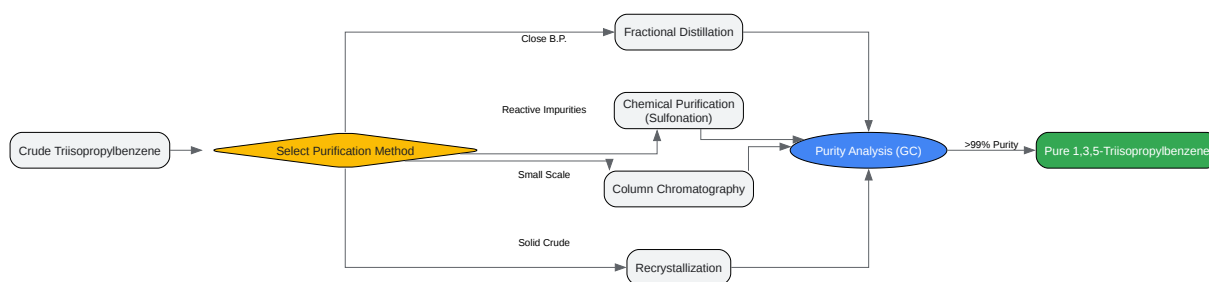 Fractional Distillation
Close B.P.
Reactive Impurities
Chemical Purification
(Sulfonation)
Crude Triisopropylbenzene
Select Purification Method
Purity Analysis (GC)
>99% Purity
Pure 1,3,5-Triisopropylbenzene
Small Scale
Column Chromatography
Solid Crude
Recrystallization